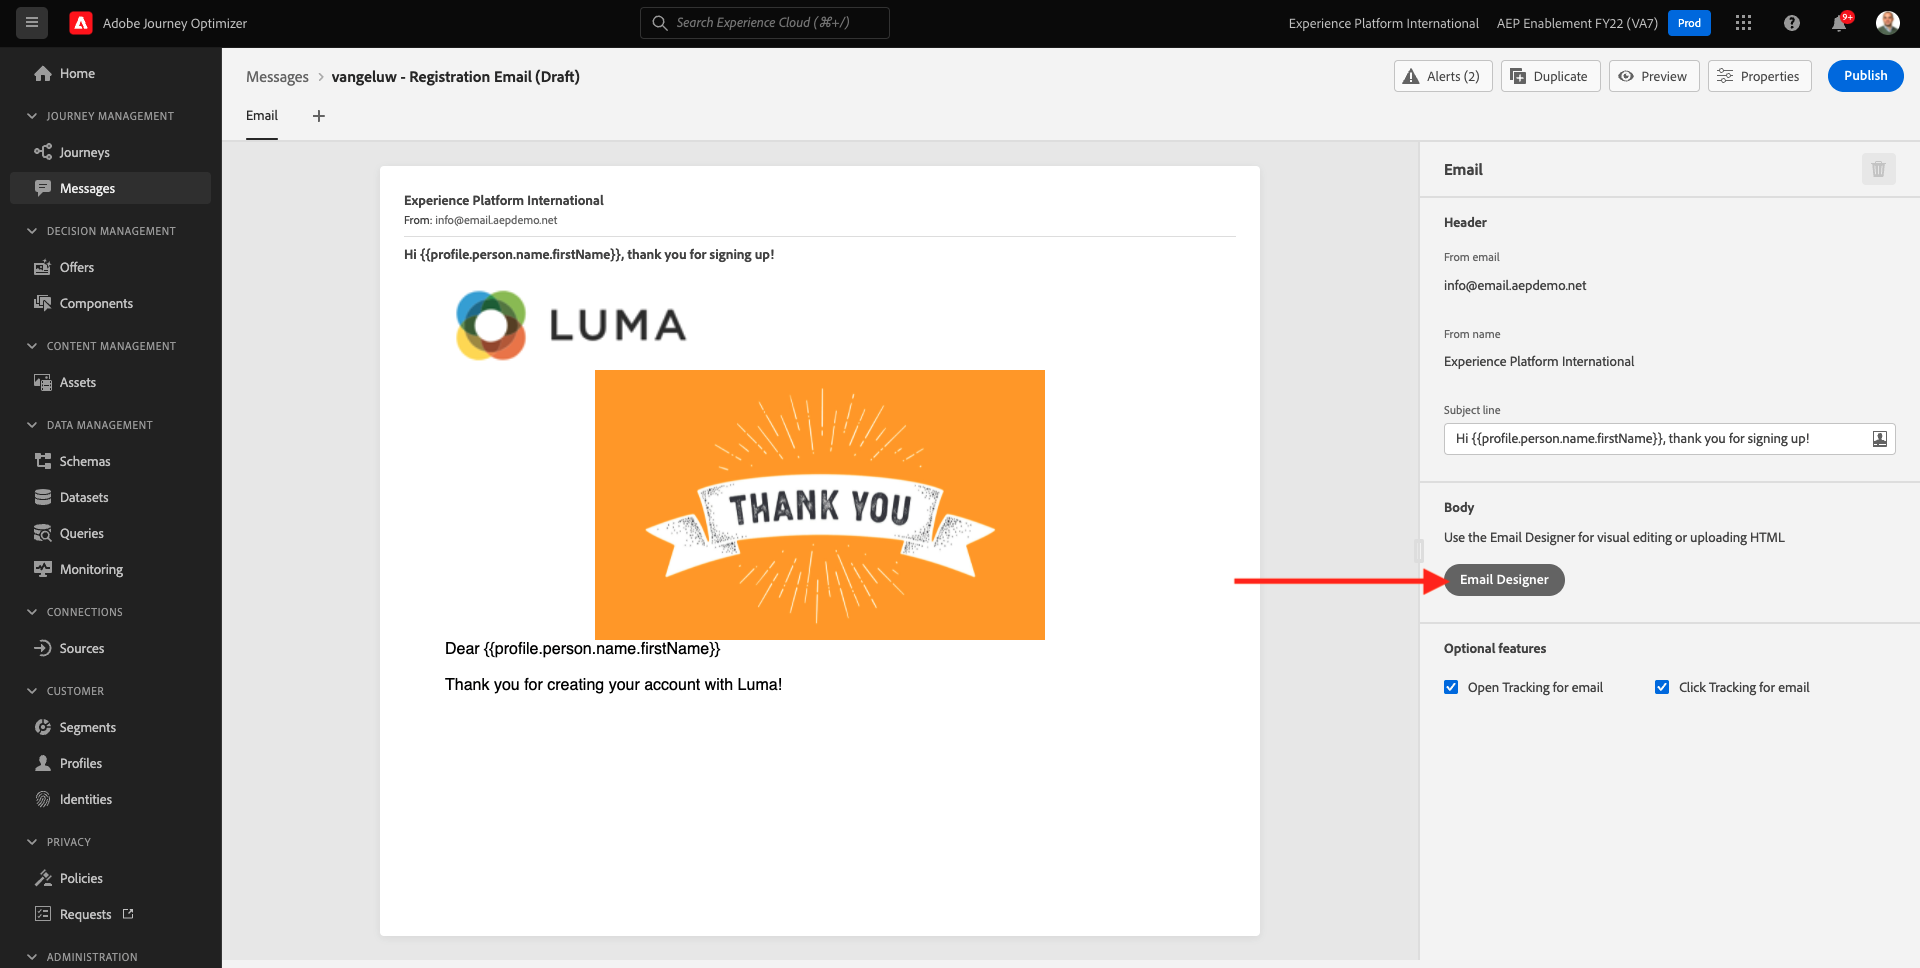 Adobe Journey Optimizer
Search Experience Cloud (⌘+/)
Experience Platform International
AEP Enablement FY22 (VA7)
Prod
9+
Home
JOURNEY MANAGEMENT
Journeys
Messages
DECISION MANAGEMENT
Offers
Components
CONTENT MANAGEMENT
Assets
DATA MANAGEMENT
Schemas
Datasets
Queries
Monitoring
CONNECTIONS
Sources
CUSTOMER
Segments
Profiles
Identities
PRIVACY
Policies
Requests
ADMINISTRATION
Messages > vangeluw - Registration Email (Draft)
Alerts (2)
Duplicate
Preview
Properties
Publish
Email
Experience Platform International
From: info@email.aepdemo.net
Hi {{profile.person.name.firstName}}, thank you for signing up!
LUMA
THANK YOU
Dear {{profile.person.name.firstName}}
Thank you for creating your account with Luma!
Email
Header
From email
info@email.aepdemo.net
From name
Experience Platform International
Subject line
Hi {{profile.person.name.firstName}}, thank you for signing up!
Body
Use the Email Designer for visual editing or uploading HTML
Email Designer
Optional features
Open Tracking for email
Click Tracking for email